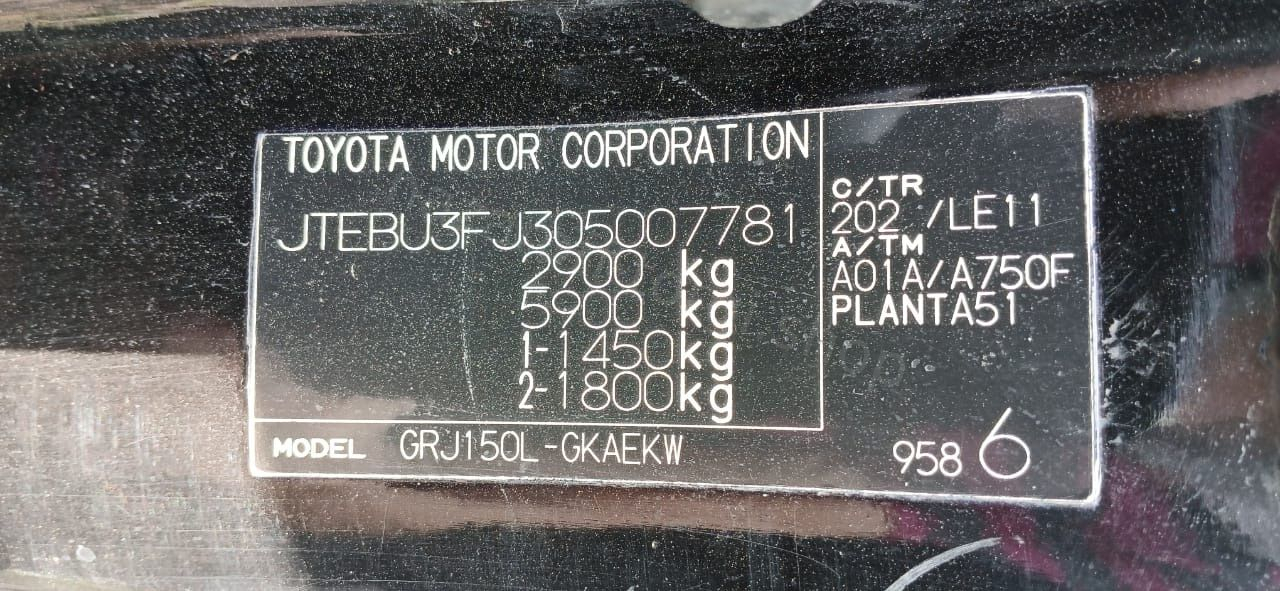 TOYOTA MOTOR CORPORATION
JTEBU3FJ305007781
2900 kg
5900 kg
1-1450kg
2-1800kg
MODEL GRJ150L-GKAEKW
C/TR
202 /LE11
A/TM
A01A/A750F
PLANTA51
958 6